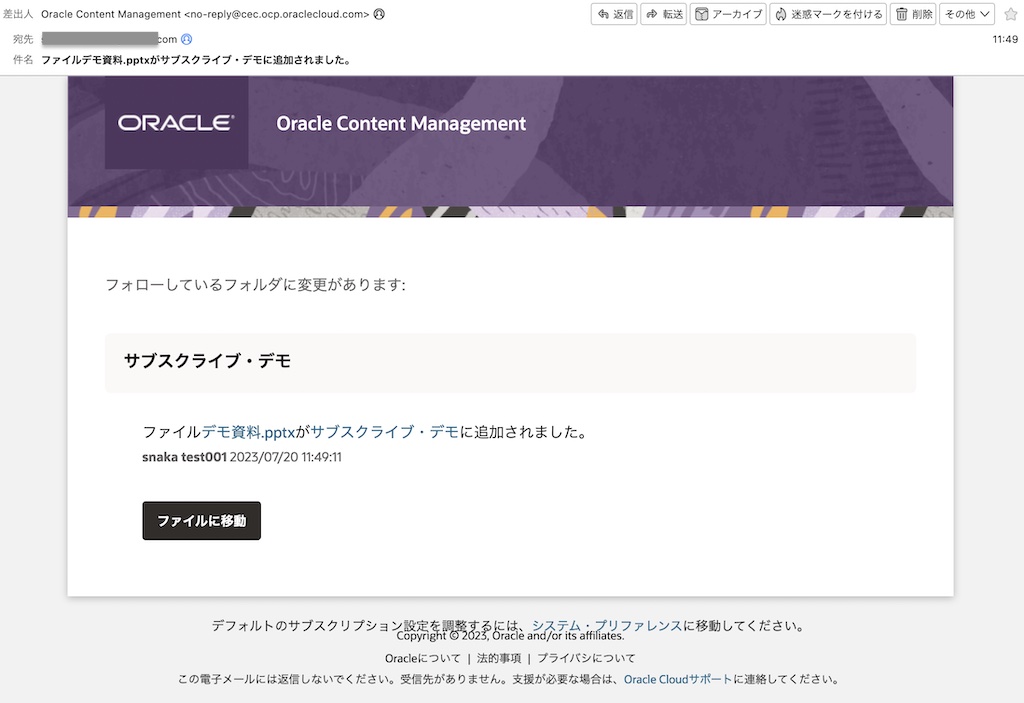 差出人 Oracle Content Management <no-reply@cec.ocp.oraclecloud.com>
返信 転送 アーカイブ 迷惑マークを付ける 削除 その他
宛先 com 11:49
件名 ファイルデモ資料.pptxがサブスクライブ・デモに追加されました。
ORACLE® Oracle Content Management
フォローしているフォルダに変更があります:
サブスクライブ・デモ
ファイルデモ資料.pptxがサブスクライブ・デモに追加されました。
snaka test001 2023/07/20 11:49:11
ファイルに移動
デフォルトのサブスクリプション設定を調整するには、システム・プリファレンスに移動してください。
Copyright © 2023, Oracle and/or its affiliates.
Oracleについて | 法的事項 | プライバシについて
この電子メールには返信しないでください。受信先がありません。支援が必要な場合は、Oracle Cloudサポートに連絡してください。